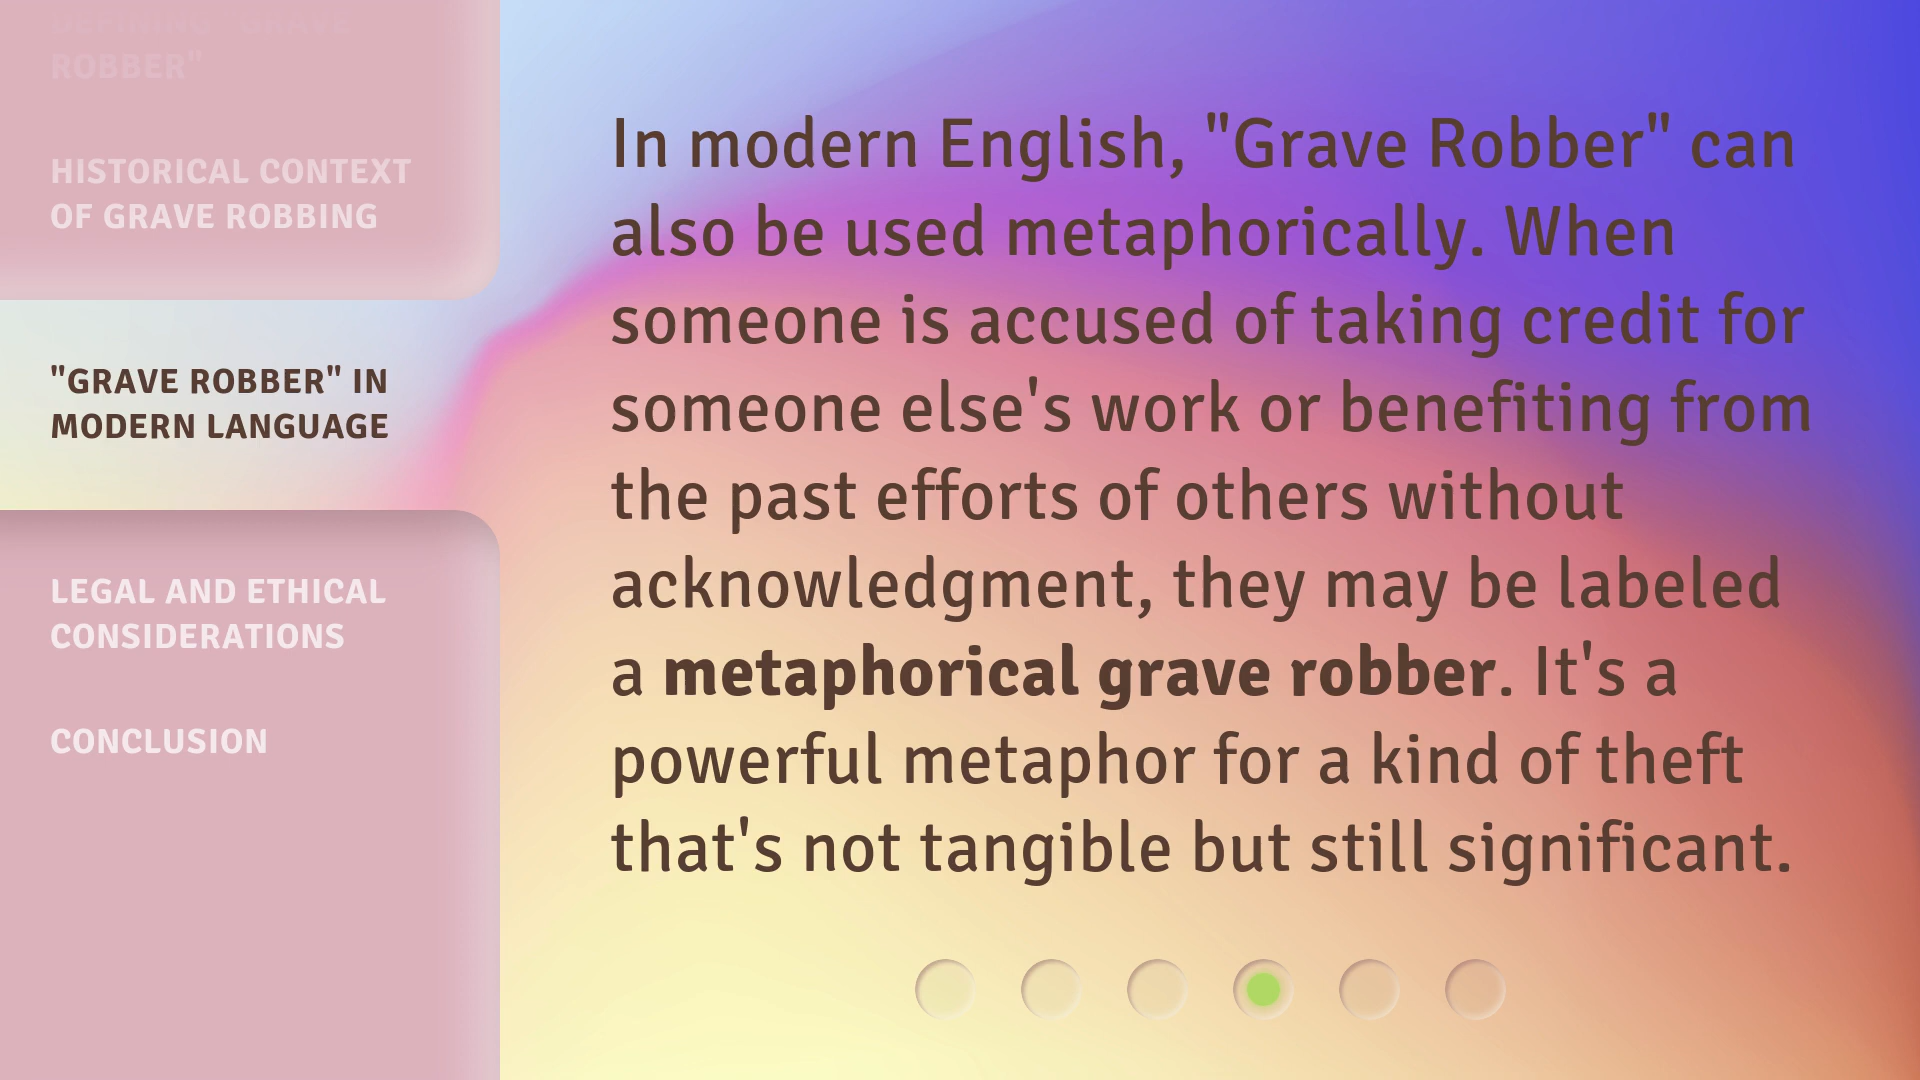 DEFINING "GRAVE
ROBBER"
HISTORICAL CONTEXT
OF GRAVE ROBBING
"GRAVE ROBBER" IN
MODERN LANGUAGE
LEGAL AND ETHICAL
CONSIDERATIONS
CONCLUSION
In modern English, "Grave Robber" can
also be used metaphorically. When
someone is accused of taking credit for
someone else's work or benefiting from
the past efforts of others without
acknowledgment, they may be labeled
a metaphorical grave robber. It's a
powerful metaphor for a kind of theft
that's not tangible but still significant.